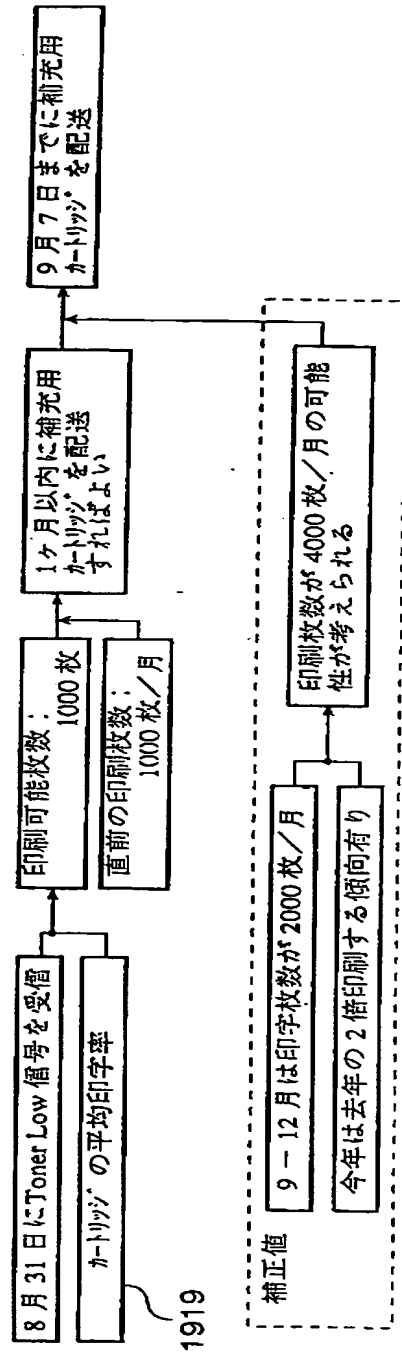 8月31日にToner Low信号を受信
カートリッジの平均印字率
1919
印刷可能枚数：
1000枚
直前の印刷枚数：
1000枚／月
1ヶ月以内に補充用
カートリッジを配送
すればよい
9月7日までに補充用
カートリッジを配送
補正値
9－12月は印字枚数が2000枚／月
今年は去年の2倍印刷する傾向有り
印刷枚数が4000枚／月の可能
性が考えられる